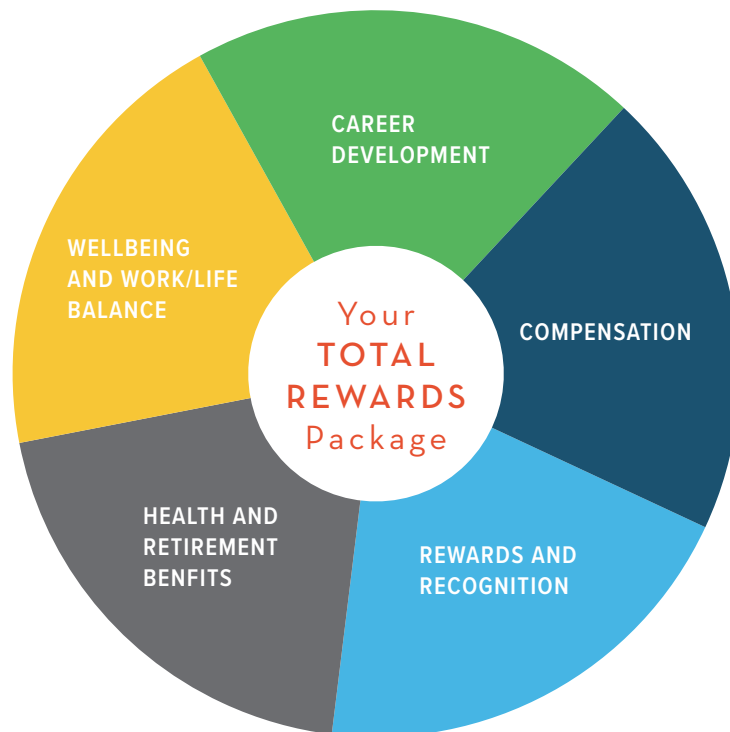 CAREER
DEVELOPMENT
WELLBEING
AND WORK/LIFE
BALANCE
Your
TOTAL
REWARDS
Package
COMPENSATION
HEALTH AND
RETIREMENT
BENFITS
REWARDS AND
RECOGNITION